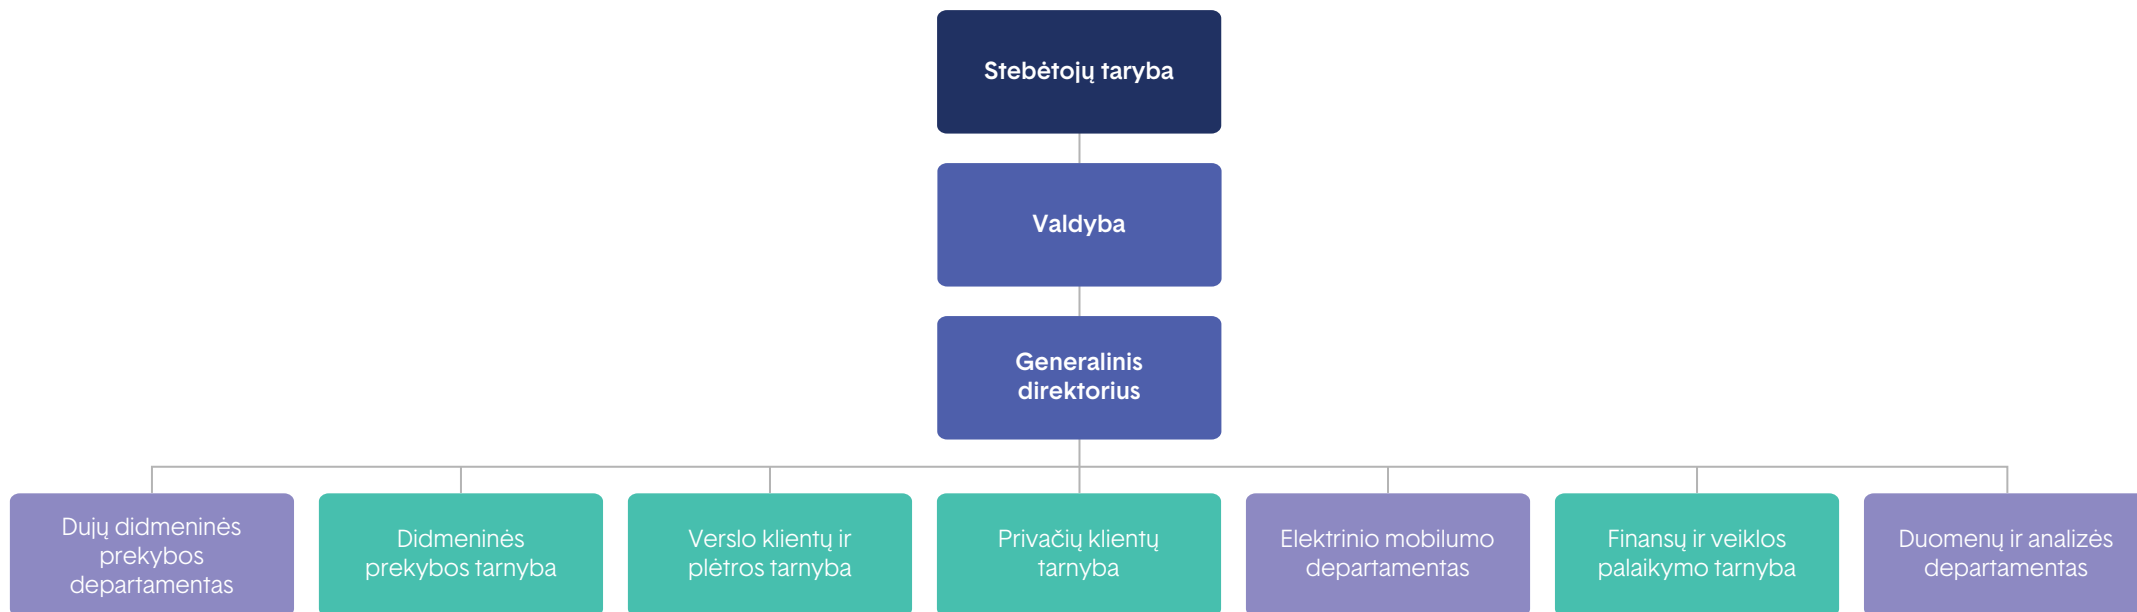 Stebėtojų taryba
Valdyba
Generalinis
direktorius
Dujų didmeninės
prekybos
departamentas
Didmeninės
prekybos tarnyba
Verslo klientų ir
plėtros tarnyba
Privačių klientų
tarnyba
Elektrinio mobilumo
departamentas
Finansų ir veiklos
palaikymo tarnyba
Duomenų ir analizės
departamentas